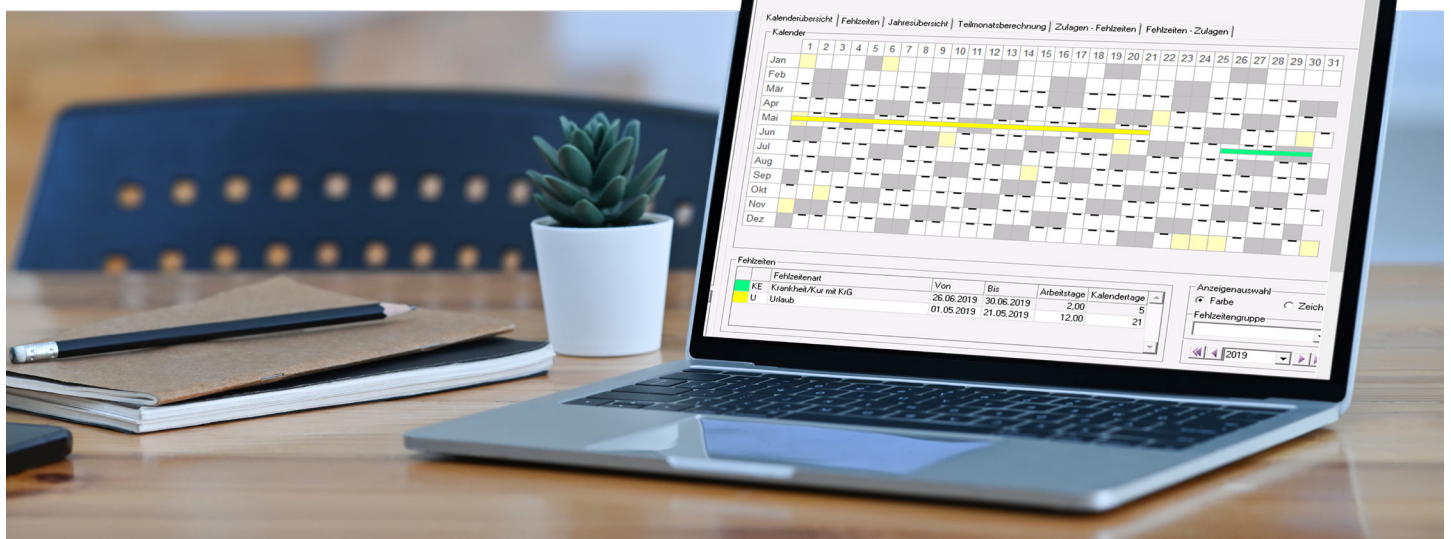 Kalenderübersicht | Fehlzeiten | Jahresübersicht | Teilmonatsberechnung | Zulagen - Fehlzeiten | Fehlzeiten - Zulagen |
Kalender
1 2 3 4 5 6 7 8 9 10 11 12 13 14 15 16 17 18 19 20 21 22 23 24 25 26 27 28 29 30 31
Jan
Feb
Mär
Apr
Mai
Jun
Jul
Aug
Sep
Okt
Nov
Dez
Fehlzeiten
Fehlzeitenart Von Bis Arbeitstage Kalendertage
KE Krankheit/Kur mit KrG 26.06.2019 30.06.2019 2,00 5
U Urlaub 01.05.2019 21.05.2019 12,00 21
Anzeigenauswahl
Farbe Zeich
Fehlzeitengruppe
2019